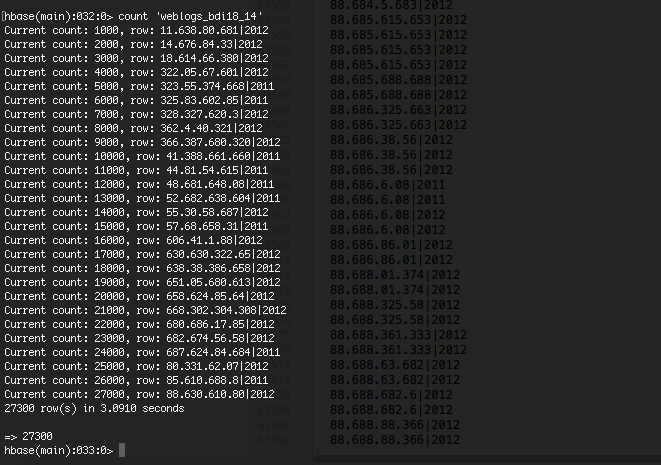 hbase(main):032:0> count 'weblogs_bdi18_14'
Current count: 1000, row: 11.638.80.681|2012
Current count: 2000, row: 14.676.84.33|2012
Current count: 3000, row: 18.614.66.380|2012
Current count: 4000, row: 322.05.67.601|2012
Current count: 5000, row: 323.55.374.668|2011
Current count: 6000, row: 325.83.602.85|2011
Current count: 7000, row: 328.327.620.3|2012
Current count: 8000, row: 362.4.40.321|2012
Current count: 9000, row: 366.387.680.320|2012
Current count: 10000, row: 41.388.661.660|2011
Current count: 11000, row: 44.81.54.615|2011
Current count: 12000, row: 48.681.648.08|2011
Current count: 13000, row: 52.682.638.604|2011
Current count: 14000, row: 55.30.58.687|2012
Current count: 15000, row: 57.68.658.31|2011
Current count: 16000, row: 606.41.1.88|2012
Current count: 17000, row: 630.630.322.65|2012
Current count: 18000, row: 638.38.386.658|2012
Current count: 19000, row: 651.05.680.613|2012
Current count: 20000, row: 658.624.85.64|2012
Current count: 21000, row: 668.302.304.308|2012
Current count: 22000, row: 680.686.17.85|2012
Current count: 23000, row: 682.674.56.58|2012
Current count: 24000, row: 687.624.84.684|2011
Current count: 25000, row: 80.331.62.07|2012
Current count: 26000, row: 85.610.688.8|2011
Current count: 27000, row: 88.630.610.80|2012
27300 row(s) in 3.0910 seconds
=> 27300
hbase(main):033:0>
88.684.5.683|2012
88.685.615.653|2012
88.685.615.653|2012
88.685.615.653|2012
88.685.615.653|2012
88.685.688.688|2012
88.685.688.688|2012
88.686.325.663|2012
88.686.325.663|2012
88.686.38.56|2012
88.686.38.56|2012
88.686.38.56|2012
88.686.6.08|2011
88.686.6.08|2011
88.686.6.08|2012
88.686.6.08|2012
88.686.86.01|2012
88.686.86.01|2012
88.688.01.374|2012
88.688.01.374|2012
88.688.325.58|2012
88.688.325.58|2012
88.688.361.333|2012
88.688.361.333|2012
88.688.63.682|2012
88.688.63.682|2012
88.688.682.6|2012
88.688.682.6|2012
88.688.88.366|2012
88.688.88.366|2012